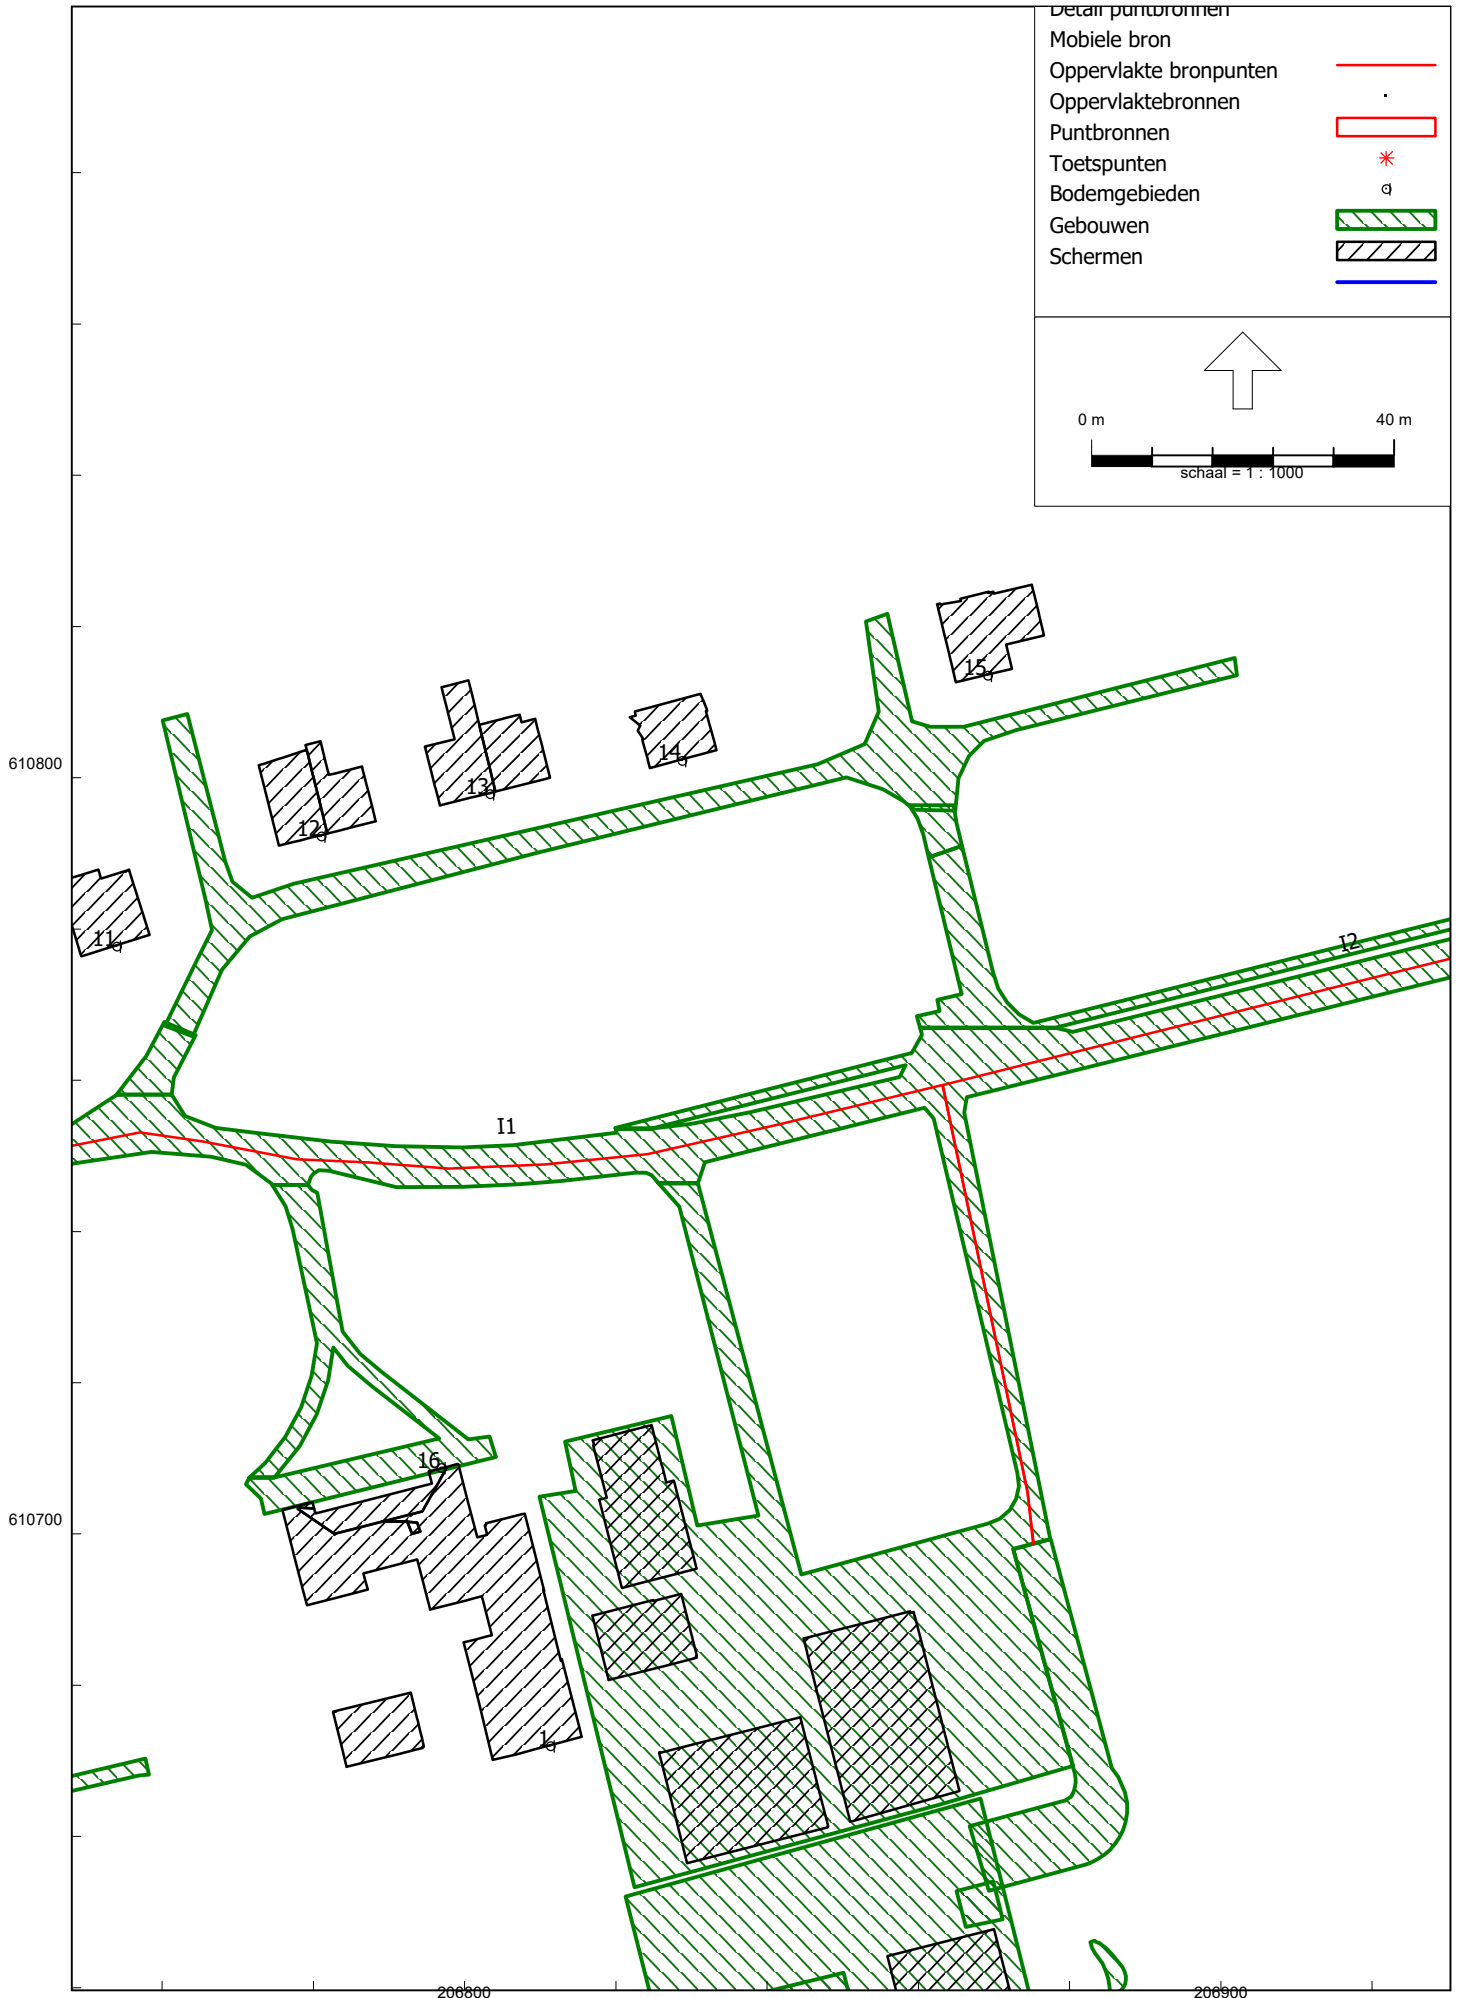 Detail puntbronnen
Mobiele bron
Oppervlakte bronpunten
Oppervlaktebronnen
Puntbronnen
Toetspunten
Bodemgebieden
Gebouwen
Schermen
0 m 40 m
schaal = 1 : 1000
15
14
610800
13
12
11
I2
I1
16
610700
1
206800 206900